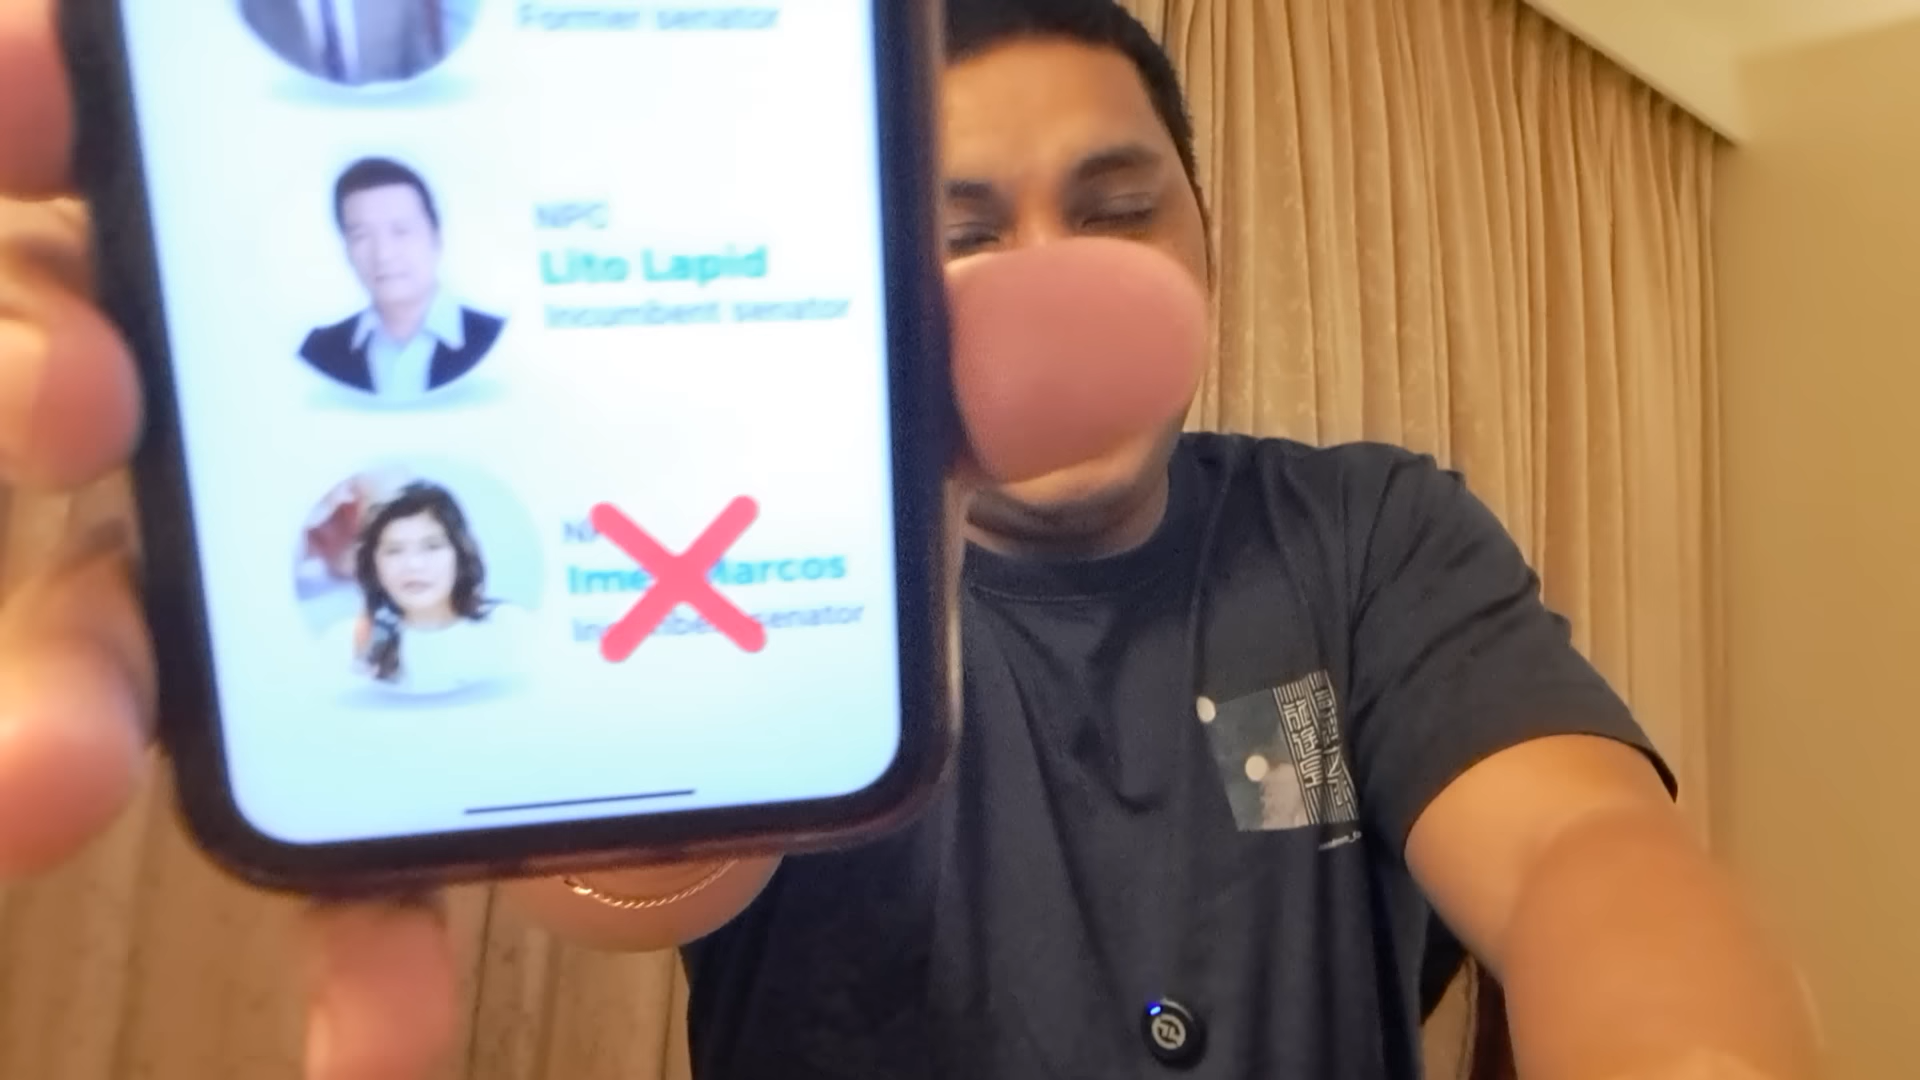 Former senator
NPC
Lito Lapid
Incumbent senator
Marcos
senator